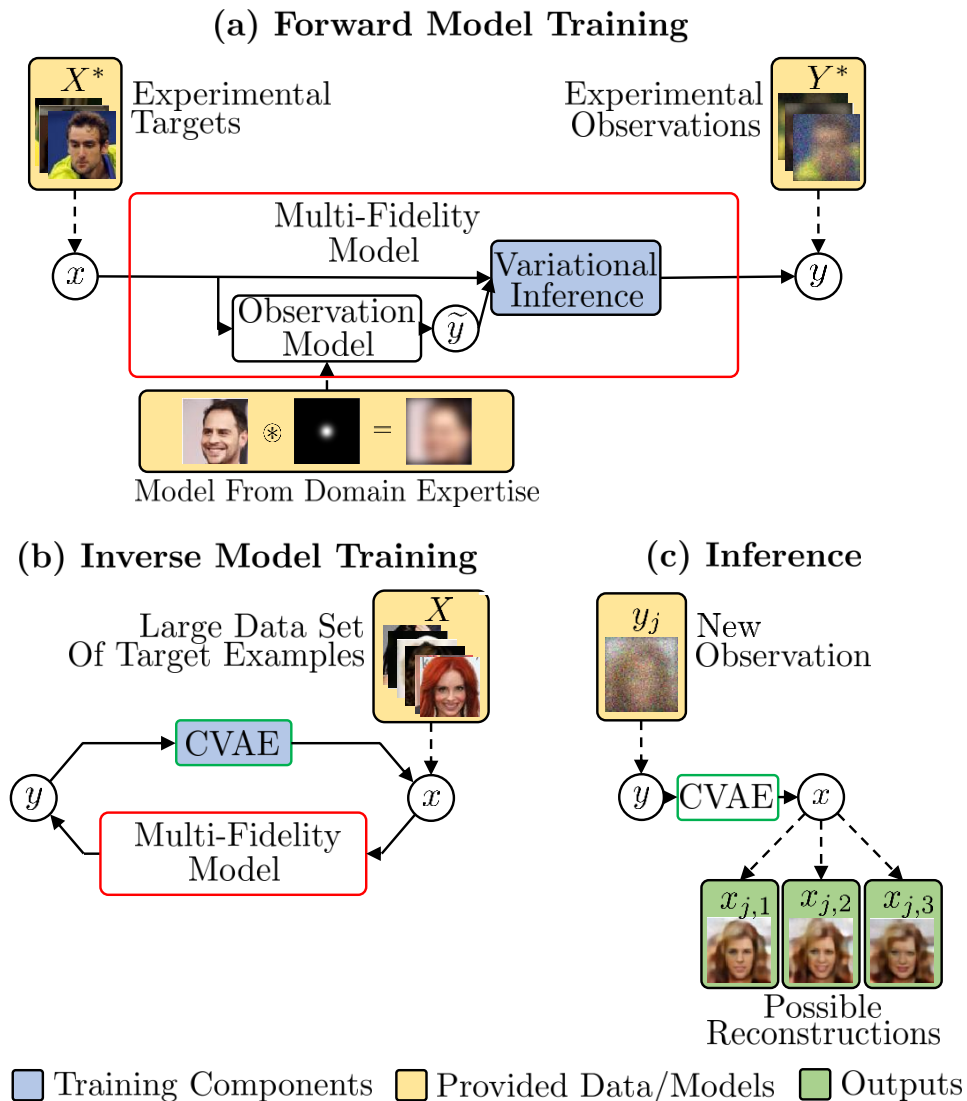 (a) Forward Model Training
X*
Experimental
Targets
Experimental
Observations
Y*
Multi-Fidelity
Model
x
Variational
Inference
y
Observation
Model
ỹ
⊛ =
Model From Domain Expertise
(b) Inverse Model Training
Large Data Set
Of Target Examples
X
CVAE
y
x
Multi-Fidelity
Model
(c) Inference
y_j
New
Observation
y
CVAE
x
x_{j,1}
x_{j,2}
x_{j,3}
Possible
Reconstructions
Training Components
Provided Data/Models
Outputs